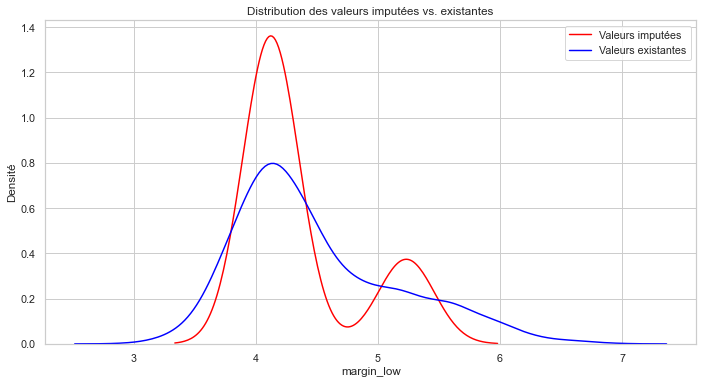 Distribution des valeurs imputées vs. existantes
Valeurs imputées
Valeurs existantes
Densité
1.4
1.2
1.0
0.8
0.6
0.4
0.2
0.0
3 4 5 6 7
margin_low